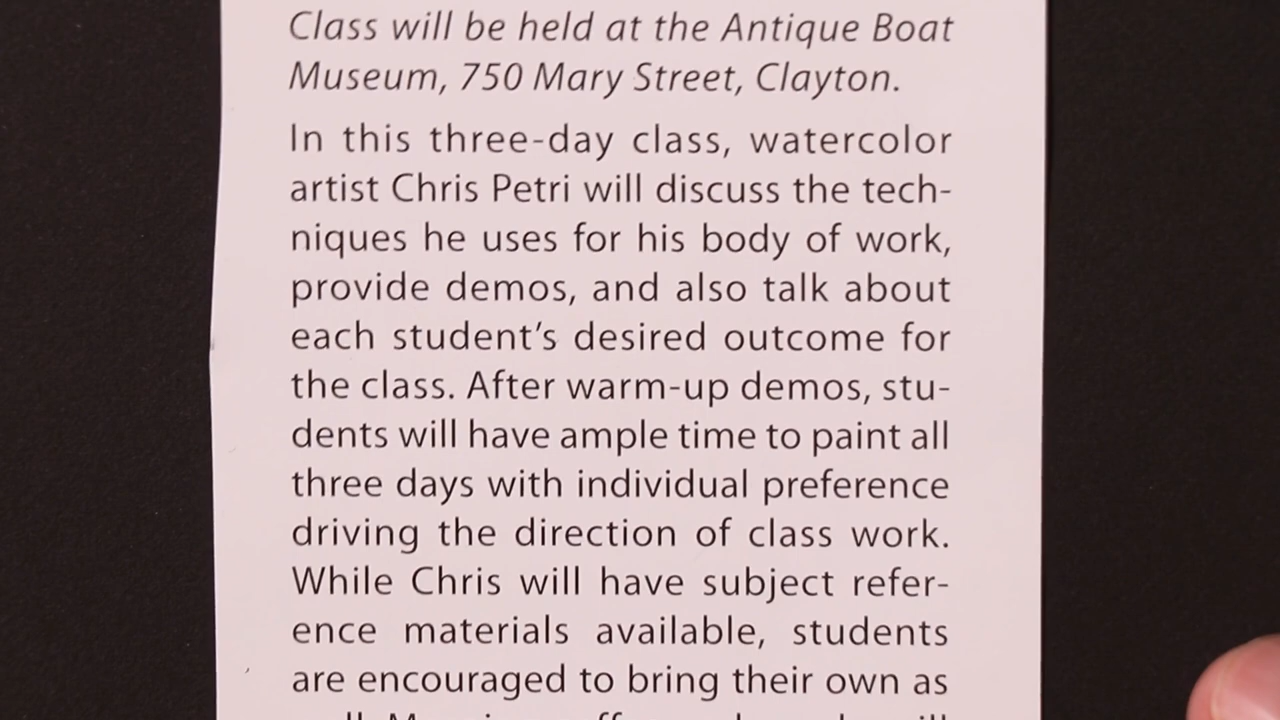 Class will be held at the Antique Boat
Museum, 750 Mary Street, Clayton.
In this three-day class, watercolor
artist Chris Petri will discuss the tech-
niques he uses for his body of work,
provide demos, and also talk about
each student’s desired outcome for
the class. After warm-up demos, stu-
dents will have ample time to paint all
three days with individual preference
driving the direction of class work.
While Chris will have subject refer-
ence materials available, students
are encouraged to bring their own as